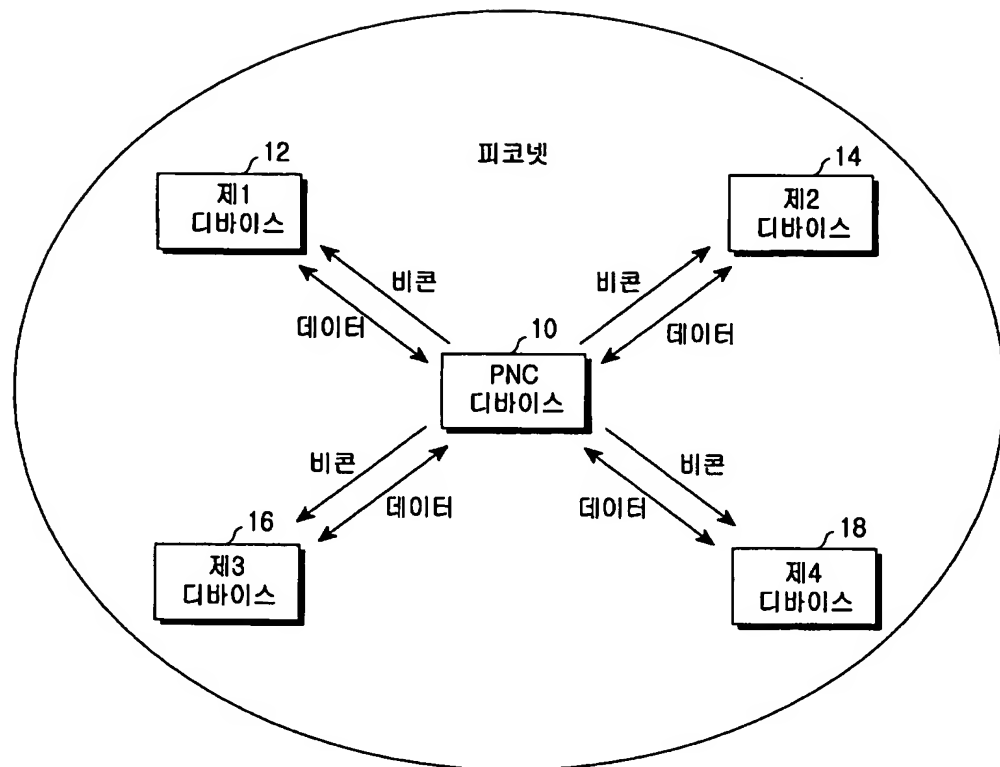 피코넷
12
제1
디바이스
14
제2
디바이스
비콘
데이터
비콘
데이터
10
PNC
디바이스
비콘
데이터
비콘
데이터
16
제3
디바이스
18
제4
디바이스